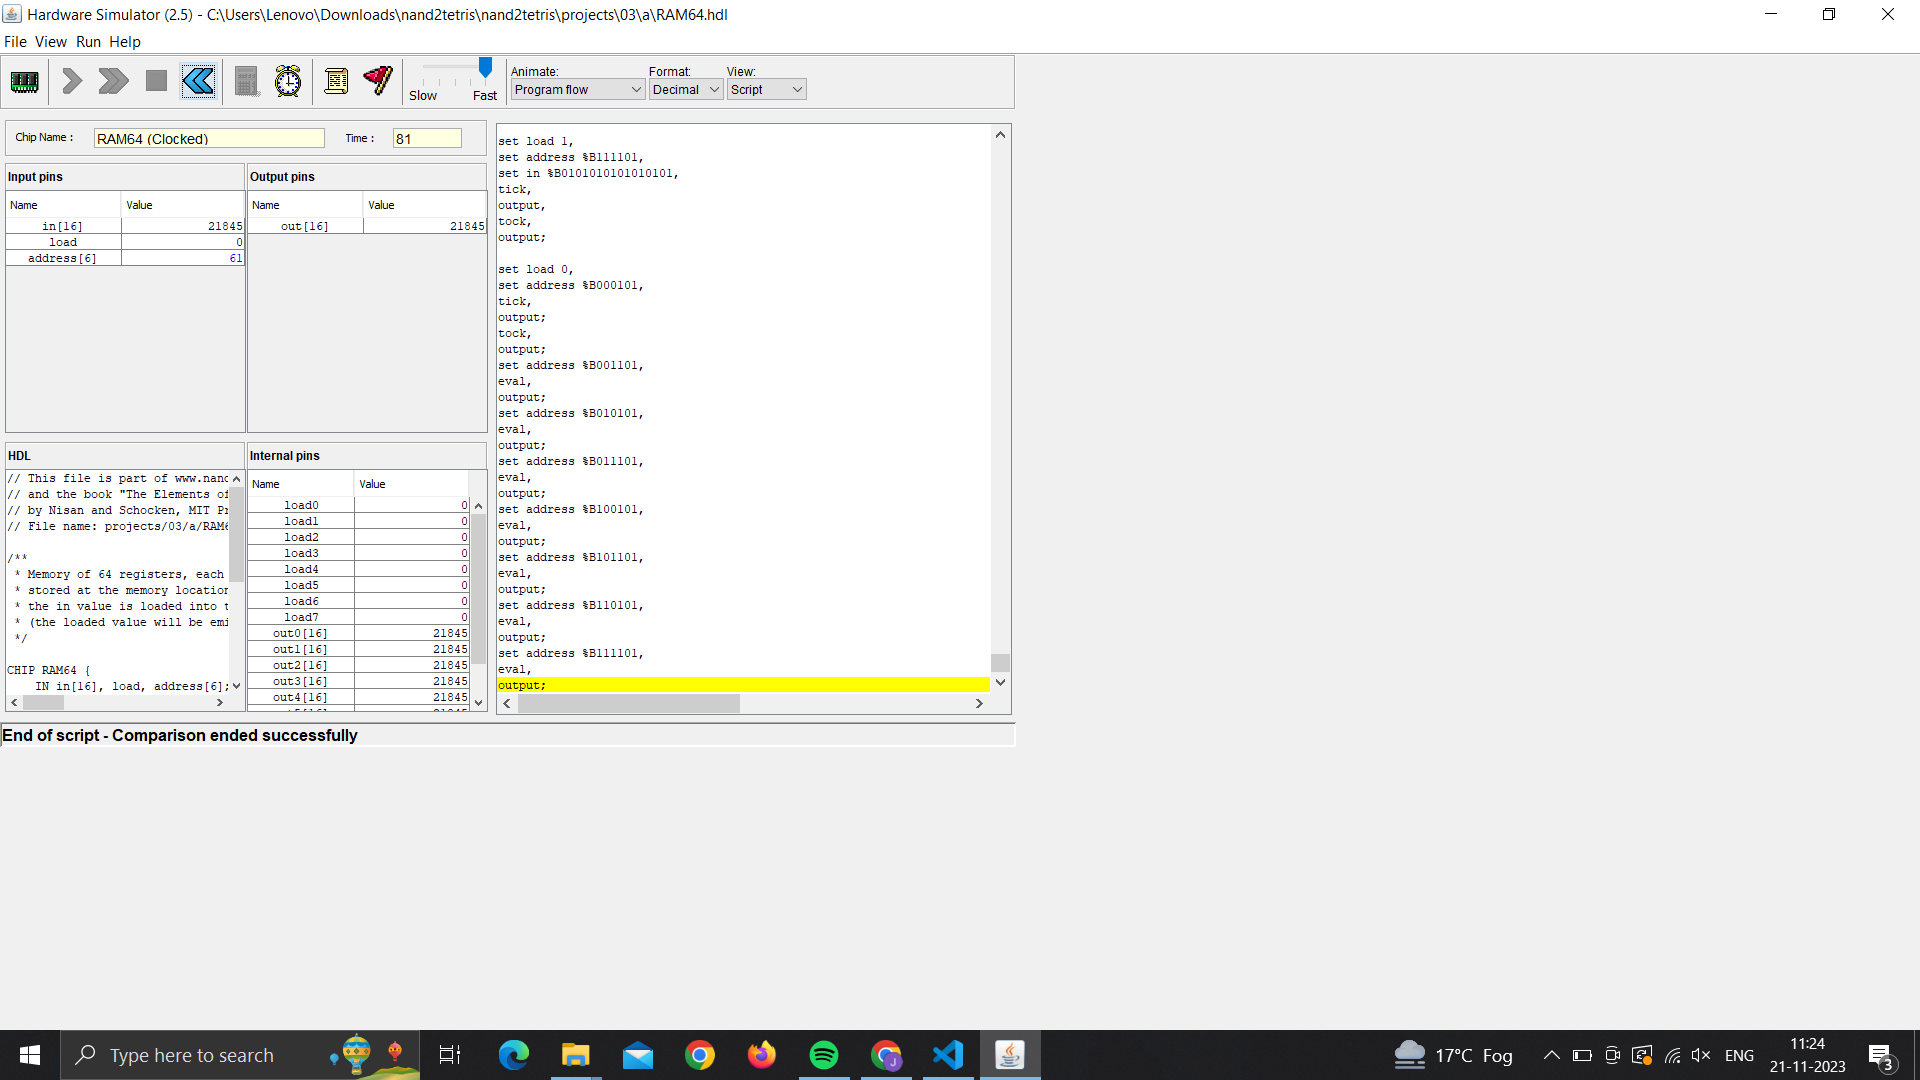 Hardware Simulator (2.5) - C:\Users\Lenovo\Downloads\nand2tetris\nand2tetris\projects\03\a\RAM64.hdl
File View Run Help
Slow Fast
Animate:
Program flow
Format:
Decimal
View:
Script
Chip Name :
RAM64 (Clocked)
Time :
81
Input pins
Name Value
in[16] 21845
load 0
address[6] 61
Output pins
Name Value
out[16] 21845
HDL
// This file is part of www.nand
// and the book "The Elements of
// by Nisan and Schocken, MIT Pr
// File name: projects/03/a/RAM6
/**
* Memory of 64 registers, each
* stored at the memory location
* the in value is loaded into t
* (the loaded value will be emi
*/
CHIP RAM64 {
IN in[16], load, address[6];
Internal pins
Name Value
load0 0
load1 0
load2 0
load3 0
load4 0
load5 0
load6 0
load7 0
out0[16] 21845
out1[16] 21845
out2[16] 21845
out3[16] 21845
out4[16] 21845
set load 1,
set address %B111101,
set in %B0101010101010101,
tick,
output,
tock,
output;
set load 0,
set address %B000101,
tick,
output;
tock,
output;
set address %B001101,
eval,
output;
set address %B010101,
eval,
output;
set address %B011101,
eval,
output;
set address %B100101,
eval,
output;
set address %B101101,
eval,
output;
set address %B110101,
eval,
output;
set address %B111101,
eval,
output;
End of script - Comparison ended successfully
Type here to search
17°C Fog
ENG
11:24
21-11-2023
3